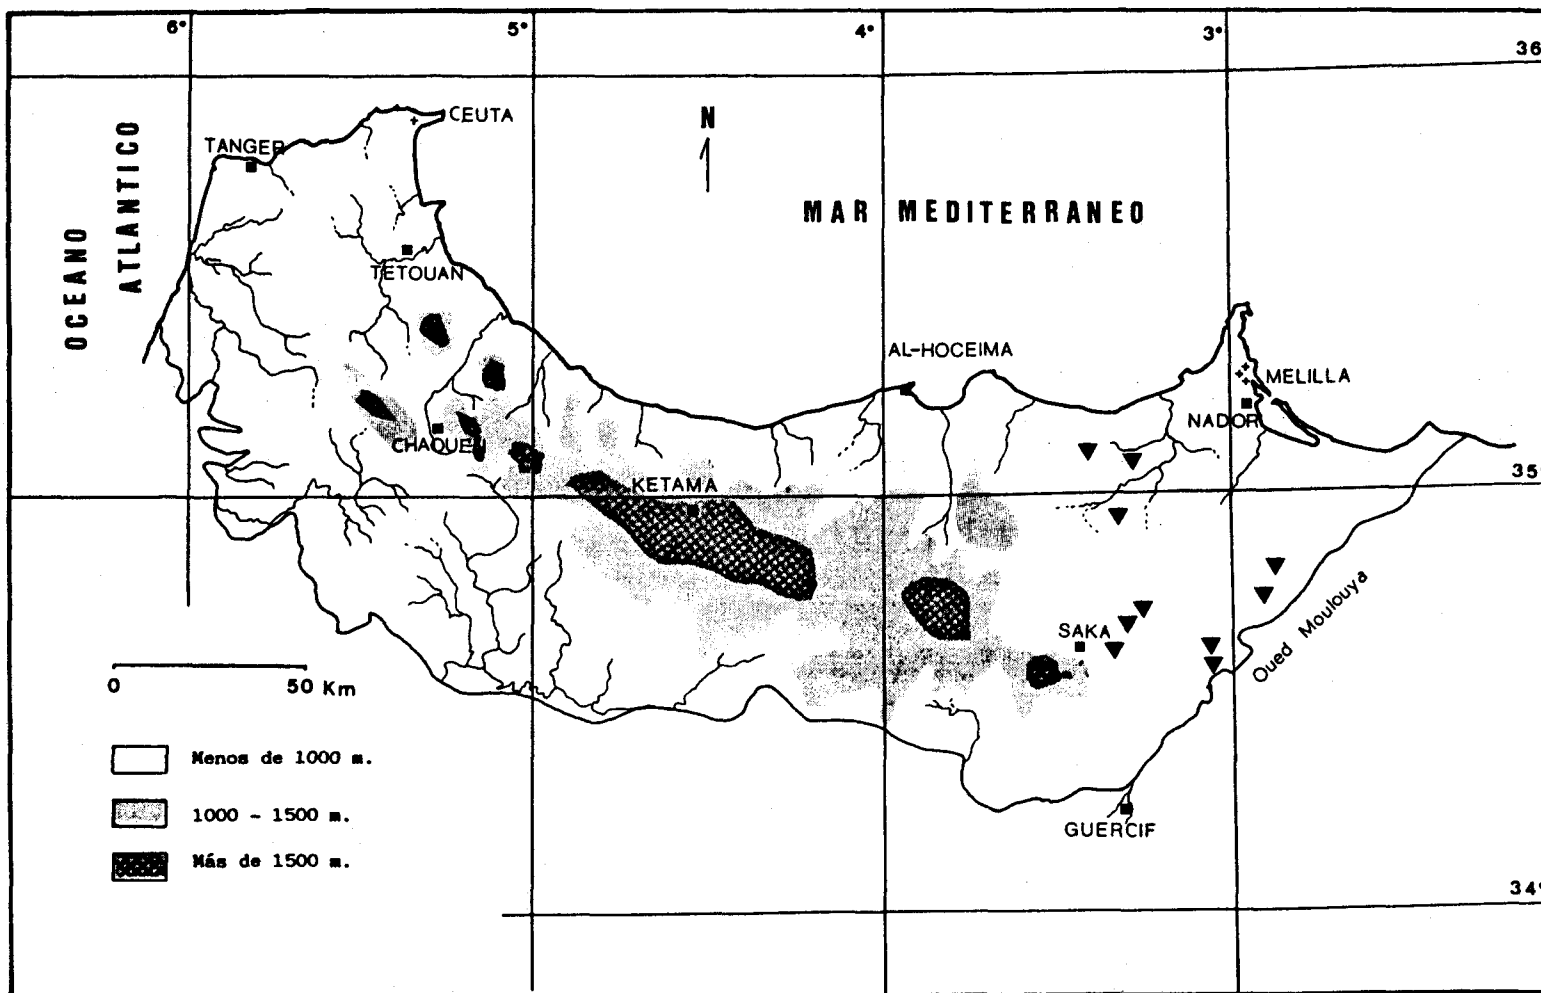 6°
5°
4°
3°
36
CEUTA
N
TANGER
OCEANO
ATLANTICO
MAR MEDITERRANEO
TETOUAN
AL-HOCEIMA
MELILLA
NADOR
CHAOUEN
KETAMA
35°
Oued Moulouya
SAKA
0 50 Km
Menos de 1000 m.
1000 - 1500 m.
Más de 1500 m.
GUERCIF
34°